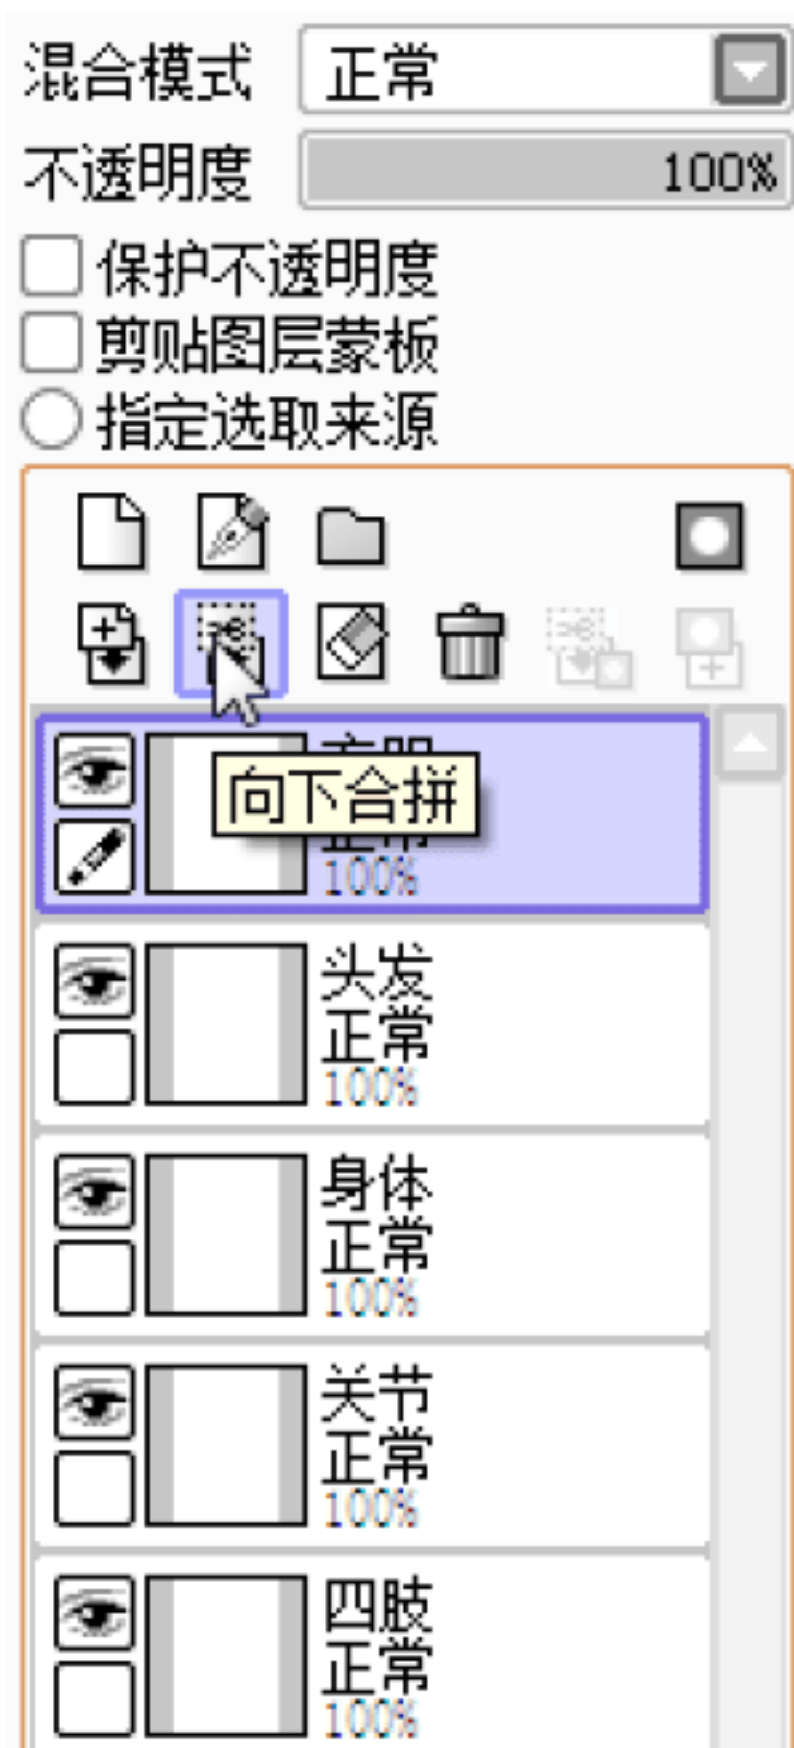 混合模式 正常
不透明度 100%
保护不透明度
剪贴图层蒙板
指定选取来源
向下合拼
100%
头发
正常
100%
身体
正常
100%
关节
正常
100%
四肢
正常
100%